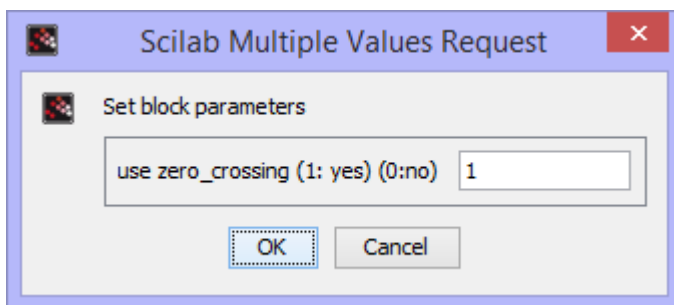 Scilab Multiple Values Request
Set block parameters
use zero_crossing (1: yes) (0:no) 1
OK Cancel